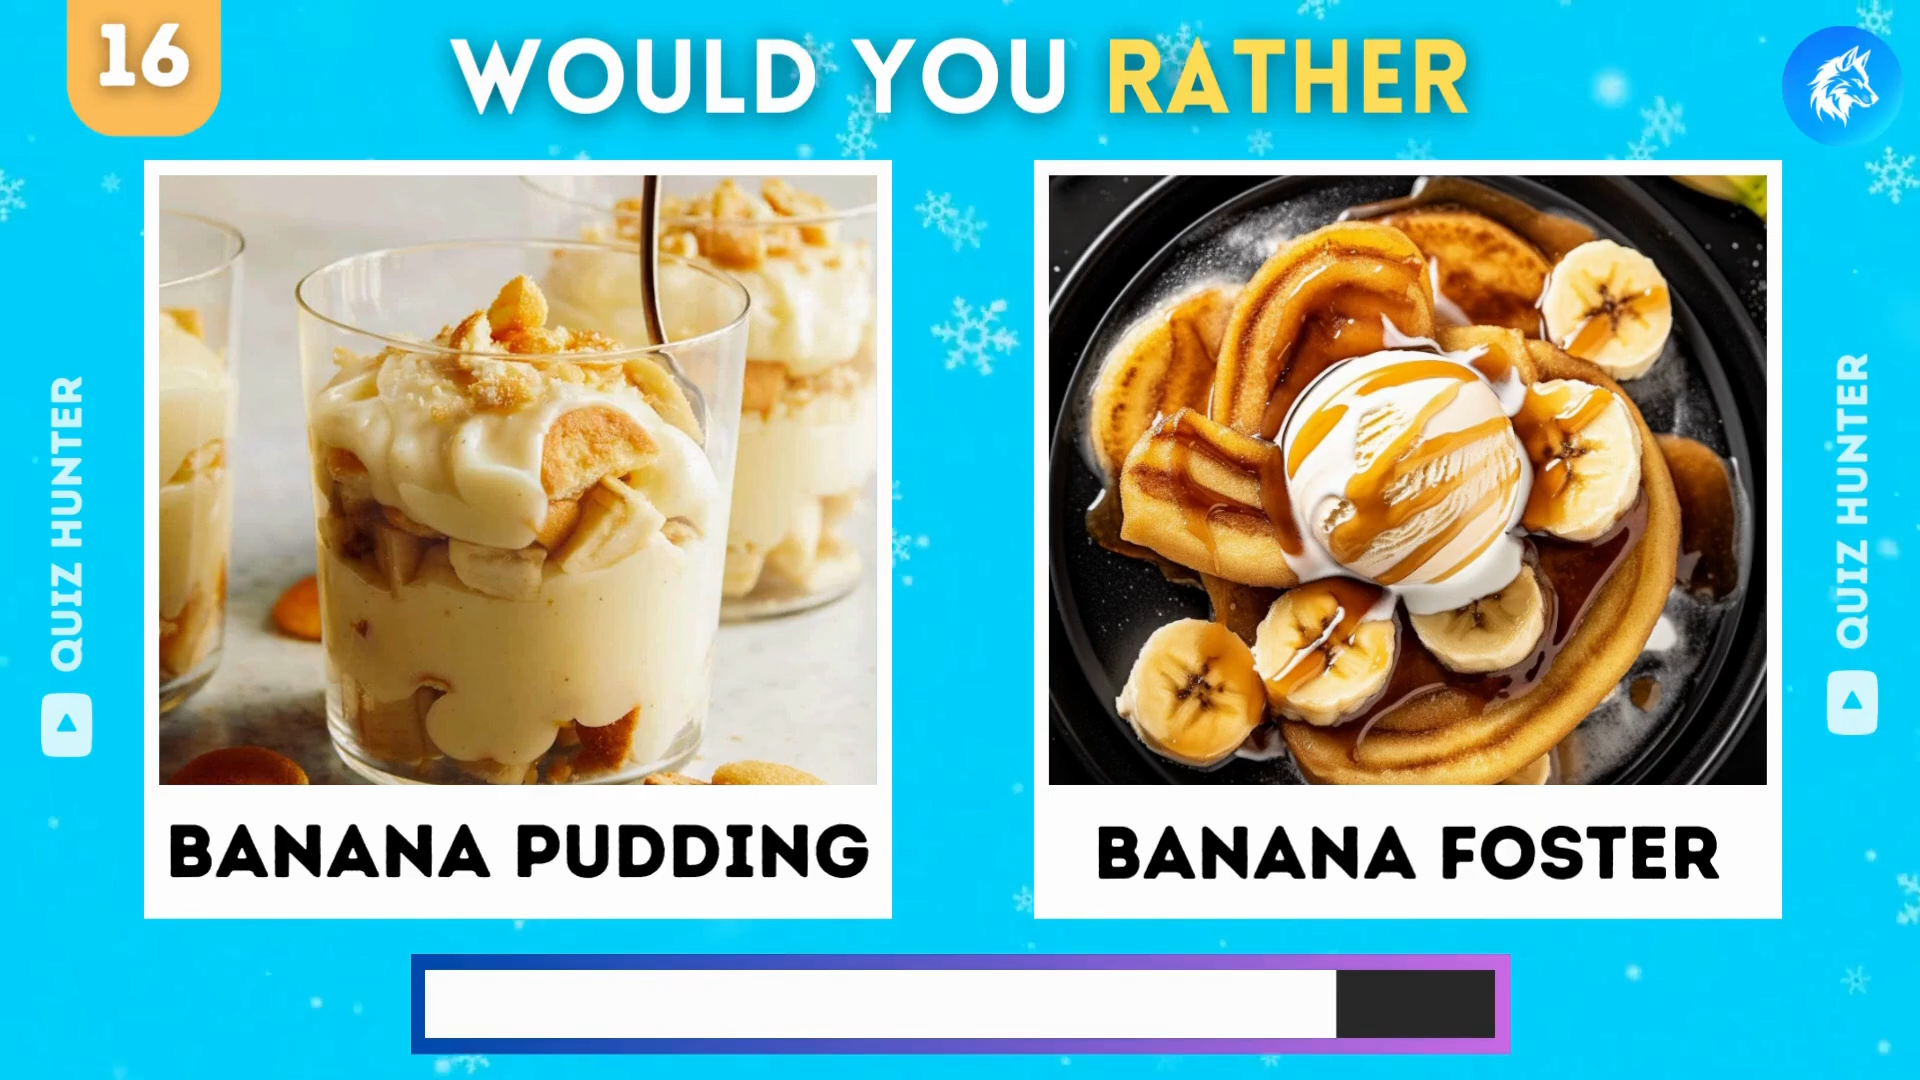 16
WOULD YOU RATHER
QUIZ HUNTER
QUIZ HUNTER
BANANA PUDDING
BANANA FOSTER